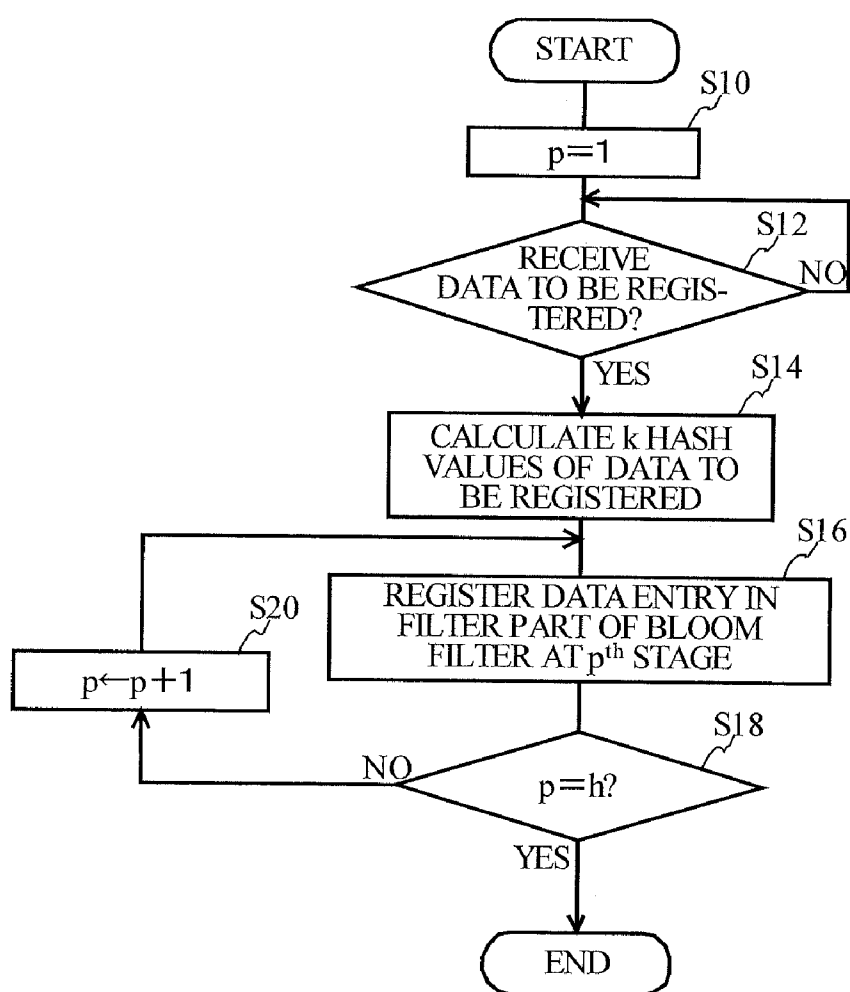 START
S10
p=1
S12
RECEIVE
DATA TO BE REGIS-
TERED?
NO
YES
S14
CALCULATE k HASH
VALUES OF DATA TO
BE REGISTERED
S16
REGISTER DATA ENTRY IN
FILTER PART OF BLOOM
FILTER AT pth STAGE
S20
p←p+1
S18
p=h?
NO
YES
END